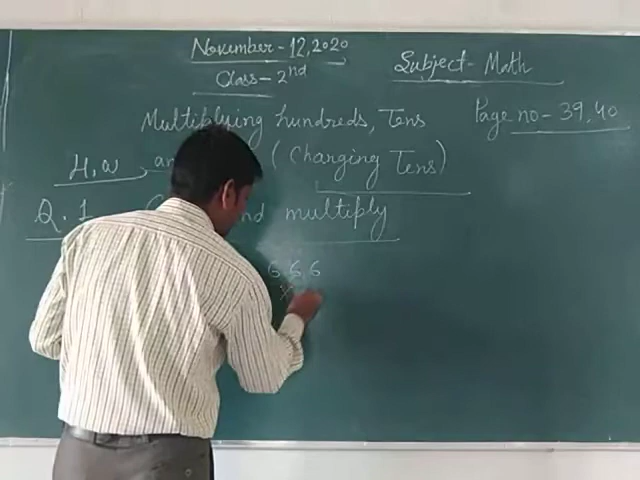 November-12,2020
Class-2nd
Subject-Math
Multiplying hundreds, Tens
Page no-39,40
H.W (Changing Tens)
Q.1 multiply
6 6 6
×